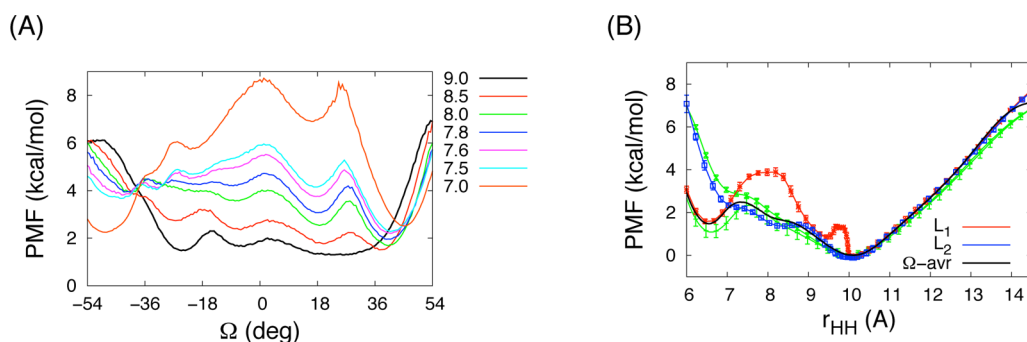 (A)
(B)
PMF (kcal/mol)
8
6
4
2
0
−54 −36 −18 0 18 36 54
Ω (deg)
9.0
8.5
8.0
7.8
7.6
7.5
7.0
PMF (kcal/mol)
8
6
4
2
0
6 7 8 9 10 11 12 13 14
r_HH (A)
L_1
L_2
Ω−avr